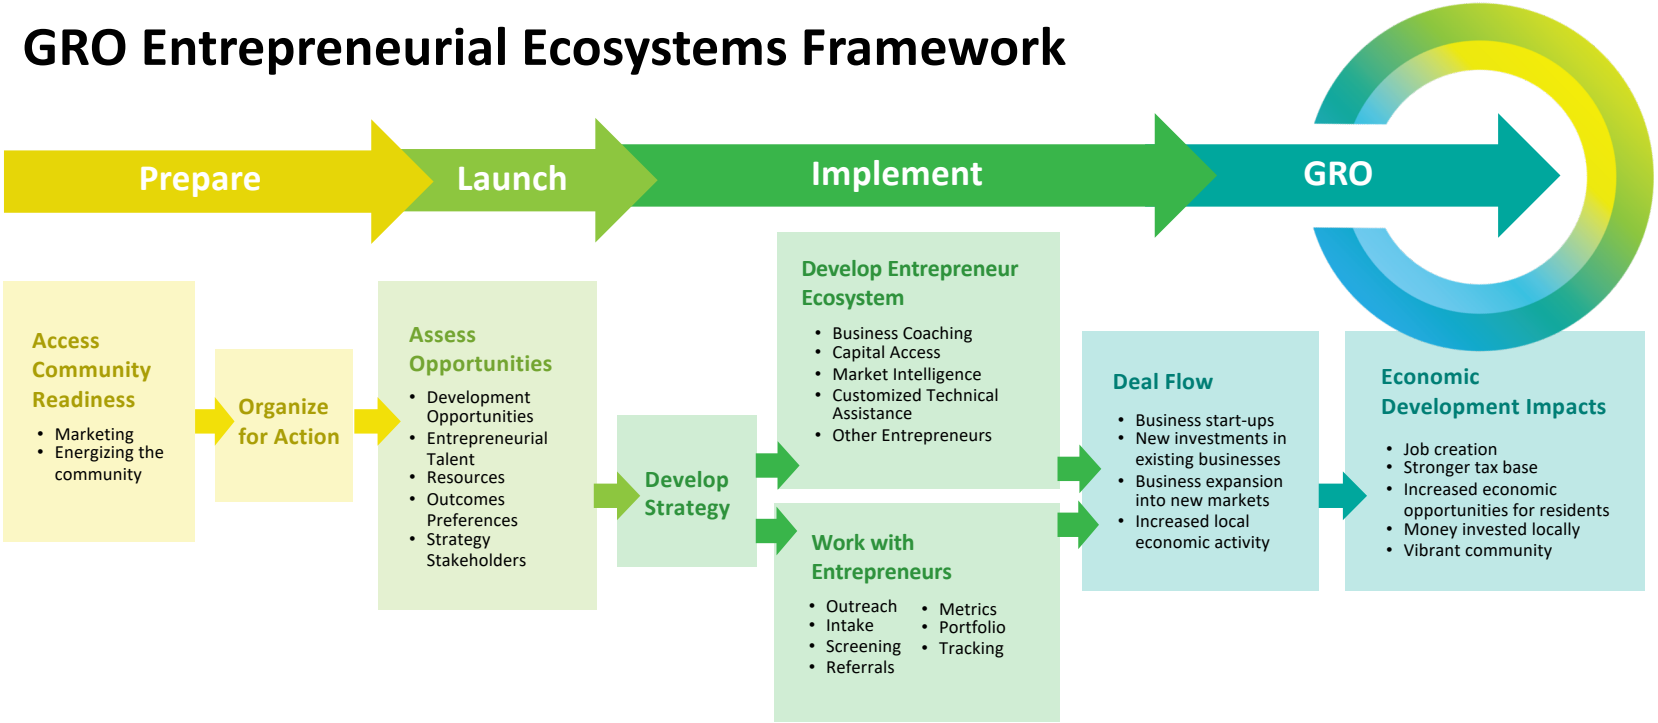 GRO Entrepreneurial Ecosystems Framework
Prepare
Launch
Implement
GRO
Access
Community
Readiness
• Marketing
• Energizing the
community
Organize
for Action
Assess
Opportunities
• Development
Opportunities
• Entrepreneurial
Talent
• Resources
• Outcomes
Preferences
• Strategy
Stakeholders
Develop
Strategy
Develop Entrepreneur
Ecosystem
• Business Coaching
• Capital Access
• Market Intelligence
• Customized Technical
Assistance
• Other Entrepreneurs
Work with
Entrepreneurs
• Outreach
• Intake
• Screening
• Referrals
• Metrics
• Portfolio
• Tracking
Deal Flow
• Business start-ups
• New investments in
existing businesses
• Business expansion
into new markets
• Increased local
economic activity
Economic
Development Impacts
• Job creation
• Stronger tax base
• Increased economic
opportunities for residents
• Money invested locally
• Vibrant community